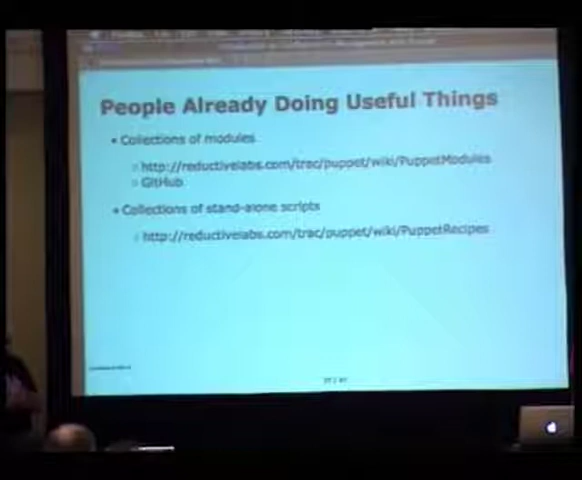 People Already Doing Useful Things
• Collections of modules
○ http://reductivelabs.com/trac/puppet/wiki/PuppetModules
○ GitHub
• Collections of stand-alone scripts
○ http://reductivelabs.com/trac/puppet/wiki/PuppetRecipes